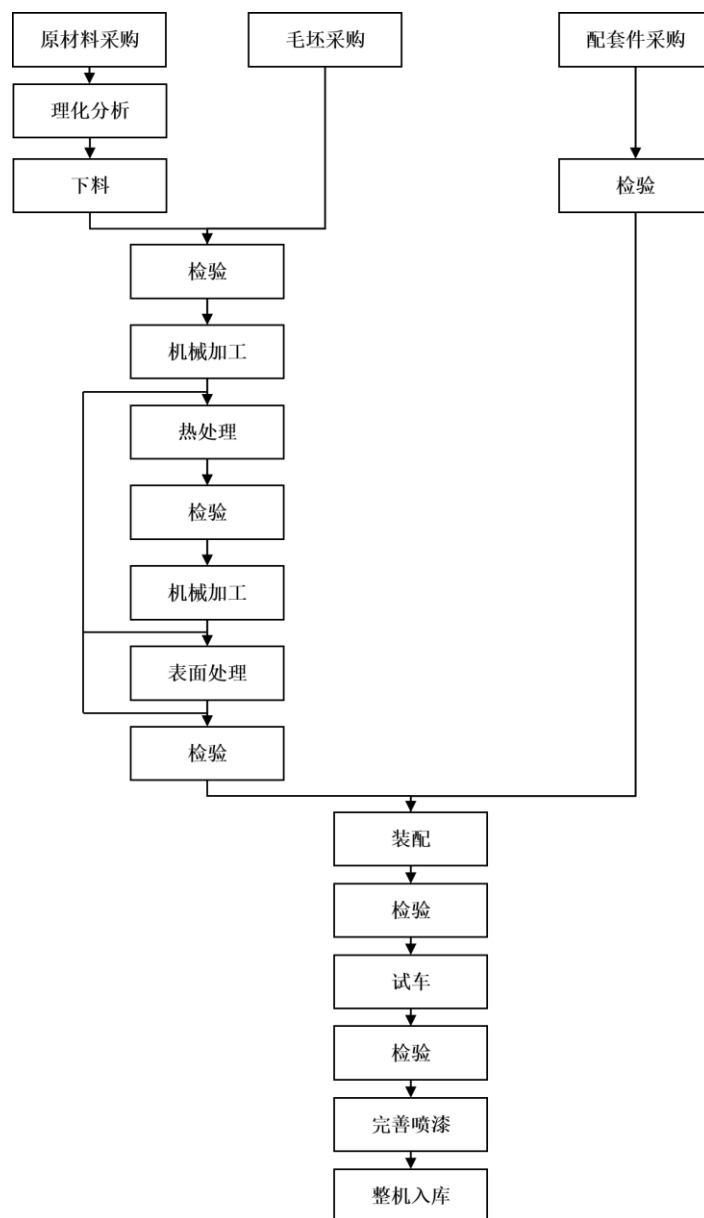 原材料采购
毛坯采购
配套件采购
理化分析
下料
检验
检验
机械加工
热处理
检验
机械加工
表面处理
检验
装配
检验
试车
检验
完善喷漆
整机入库